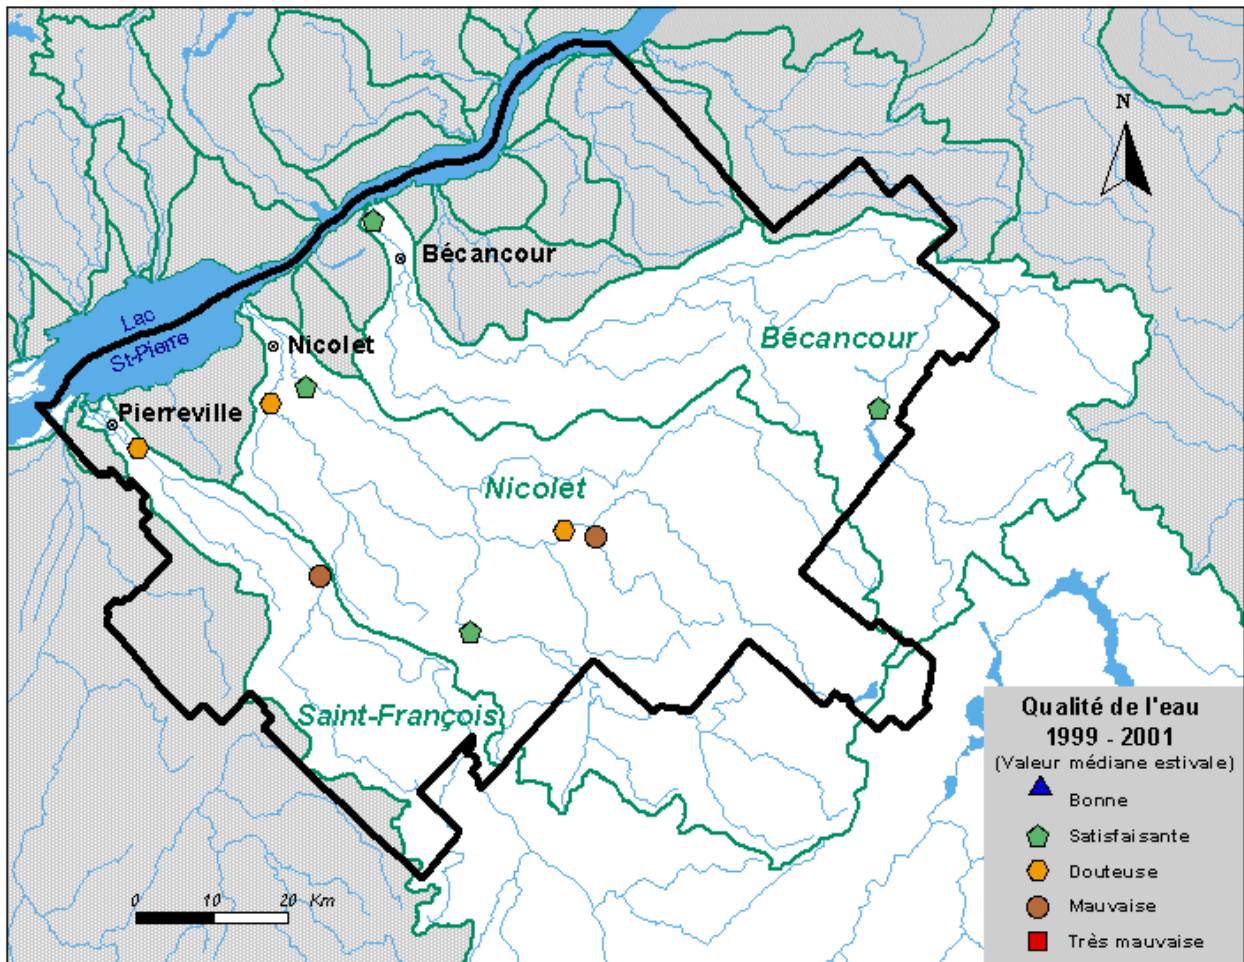 N
Bécancour
Lac
St-Pierre
Nicolet
Bécancour
Pierreville
Nicolet
Saint-François
Qualité de l'eau
1999 - 2001
(Valeur médiane estivale)
Bonne
Satisfaisante
Douteuse
Mauvaise
Très mauvaise
0 10 20 Km